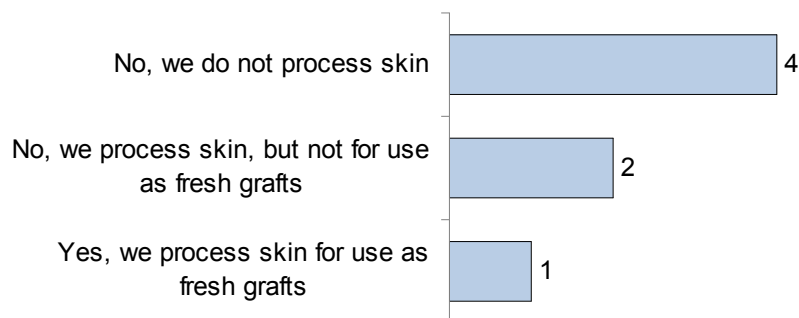 No, we do not process skin
4
No, we process skin, but not for use
as fresh grafts
2
Yes, we process skin for use as
fresh grafts
1